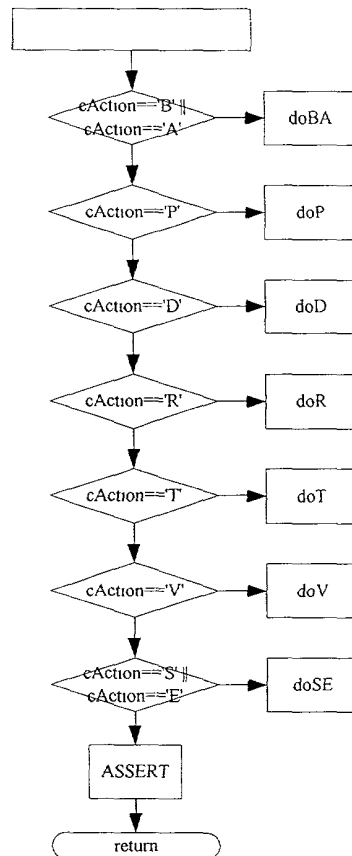 cAction=='B' ||
cAction=='A'
doBA
cAction=='P'
doP
cAction=='D'
doD
cAction=='R'
doR
cAction=='T'
doT
cAction=='V'
doV
cAction=='S' ||
cAction=='E'
doSE
ASSERT
return